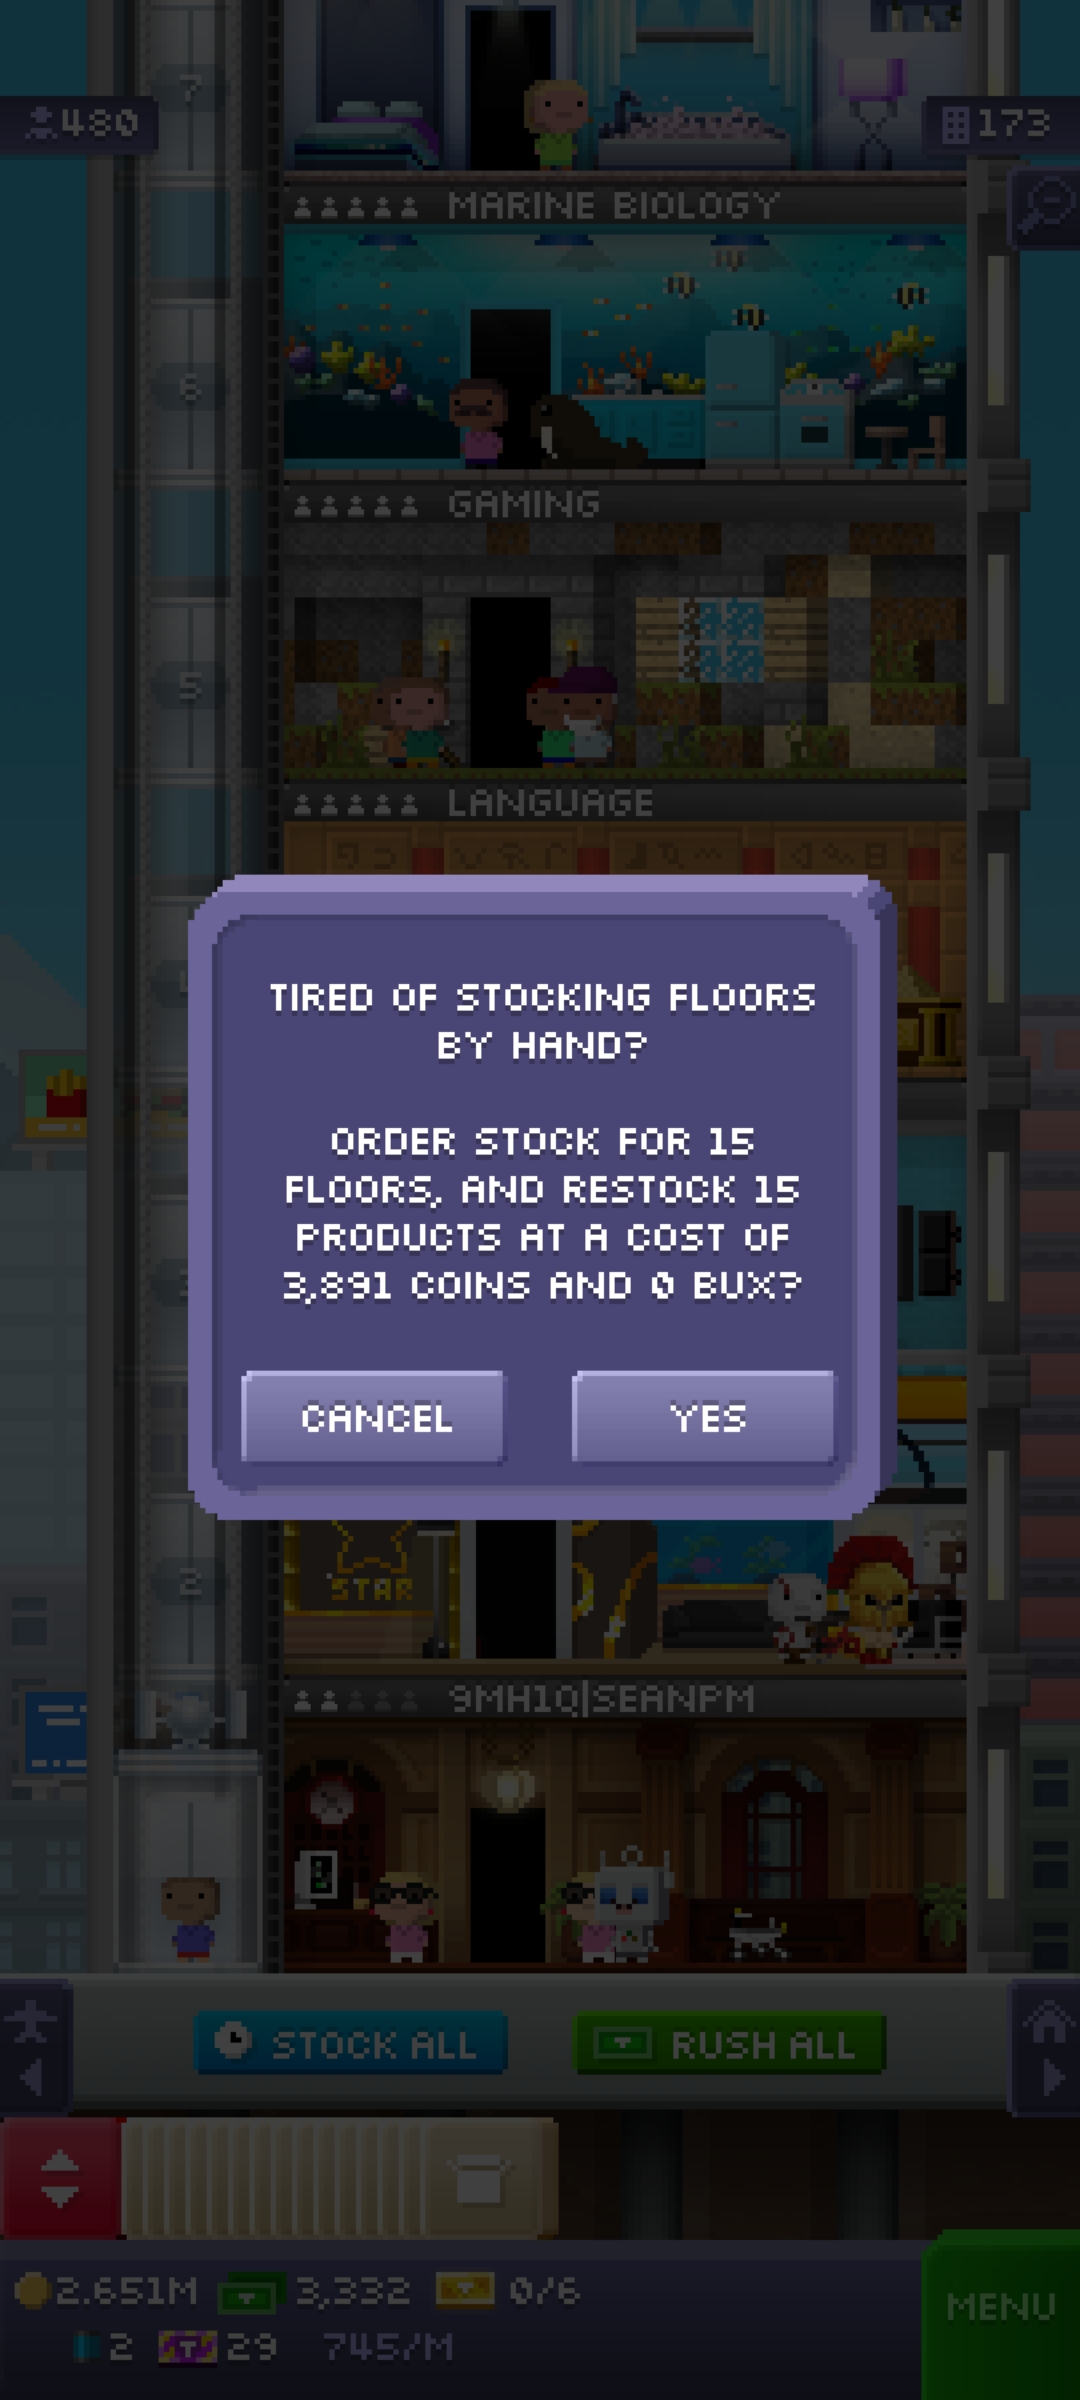 7
480
173
MARINE BIOLOGY
6
GAMING
5
LANGUAGE
TIRED OF STOCKING FLOORS
BY HAND?
ORDER STOCK FOR 15
FLOORS, AND RESTOCK 15
PRODUCTS AT A COST OF
3,891 COINS AND 0 BUX?
CANCEL
YES
2
STAR
9MH1Q|SEANPM
STOCK ALL
RUSH ALL
2.651M
3,332
0/6
MENU
2
29
745/M